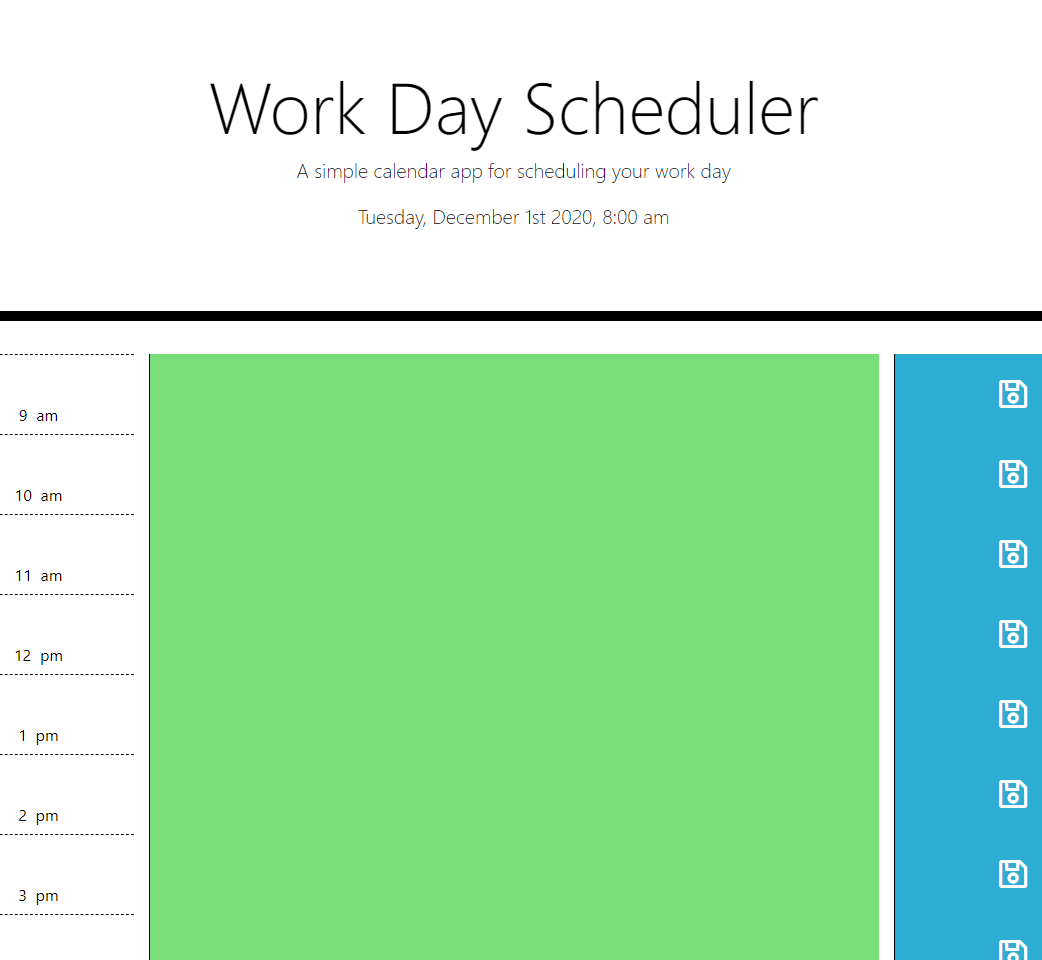 Work Day Scheduler
A simple calendar app for scheduling your work day
Tuesday, December 1st 2020, 8:00 am
9 am
10 am
11 am
12 pm
1 pm
2 pm
3 pm